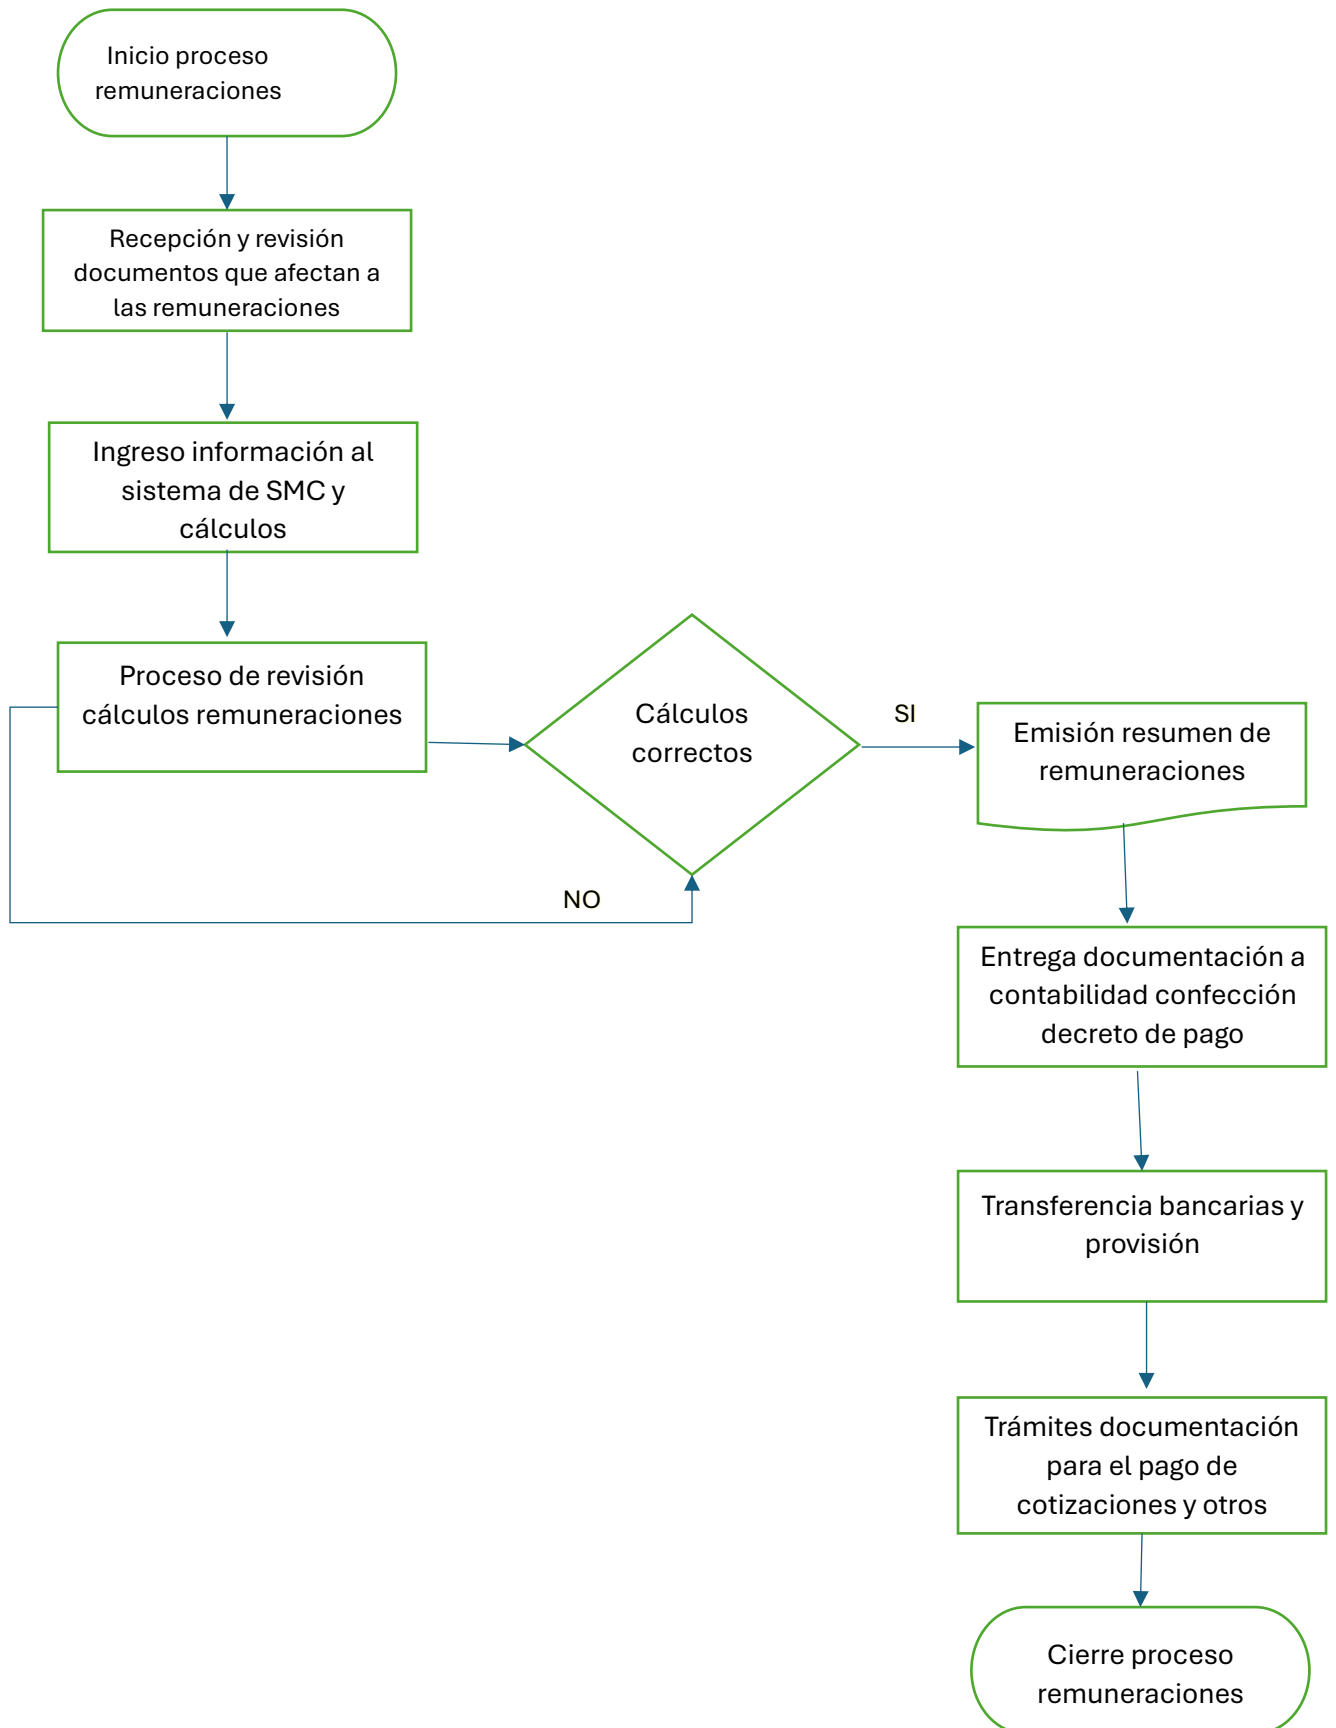 Inicio proceso
remuneraciones
Recepción y revisión
documentos que afectan a
las remuneraciones
Ingreso información al
sistema de SMC y
cálculos
Proceso de revisión
cálculos remuneraciones
Cálculos
correctos
SI
NO
Emisión resumen de
remuneraciones
Entrega documentación a
contabilidad confección
decreto de pago
Transferencia bancarias y
provisión
Trámites documentación
para el pago de
cotizaciones y otros
Cierre proceso
remuneraciones